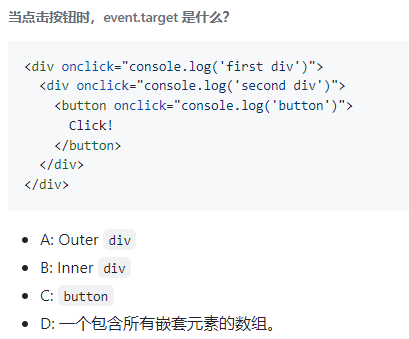 当点击按钮时，event.target 是什么？
<div onclick="console.log('first div')">
  <div onclick="console.log('second div')">
    <button onclick="console.log('button')">
      Click!
    </button>
  </div>
</div>
• A: Outer div
• B: Inner div
• C: button
• D: 一个包含所有嵌套元素的数组。